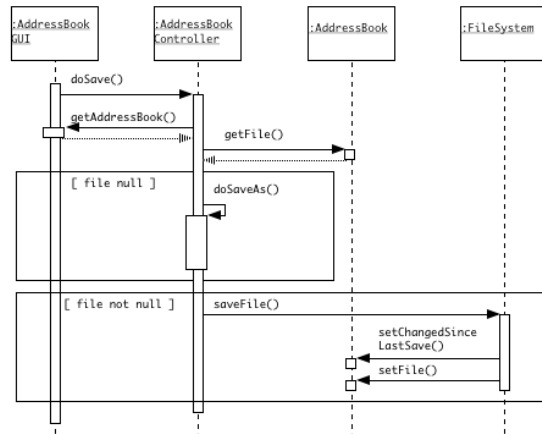 :AddressBook
GUI
:AddressBook
Controller
:AddressBook
:FileSystem
doSave()
getAddressBook()
getFile()
[ file null ]
doSaveAs()
[ file not null ]
saveFile()
setChangedSince
LastSave()
setFile()